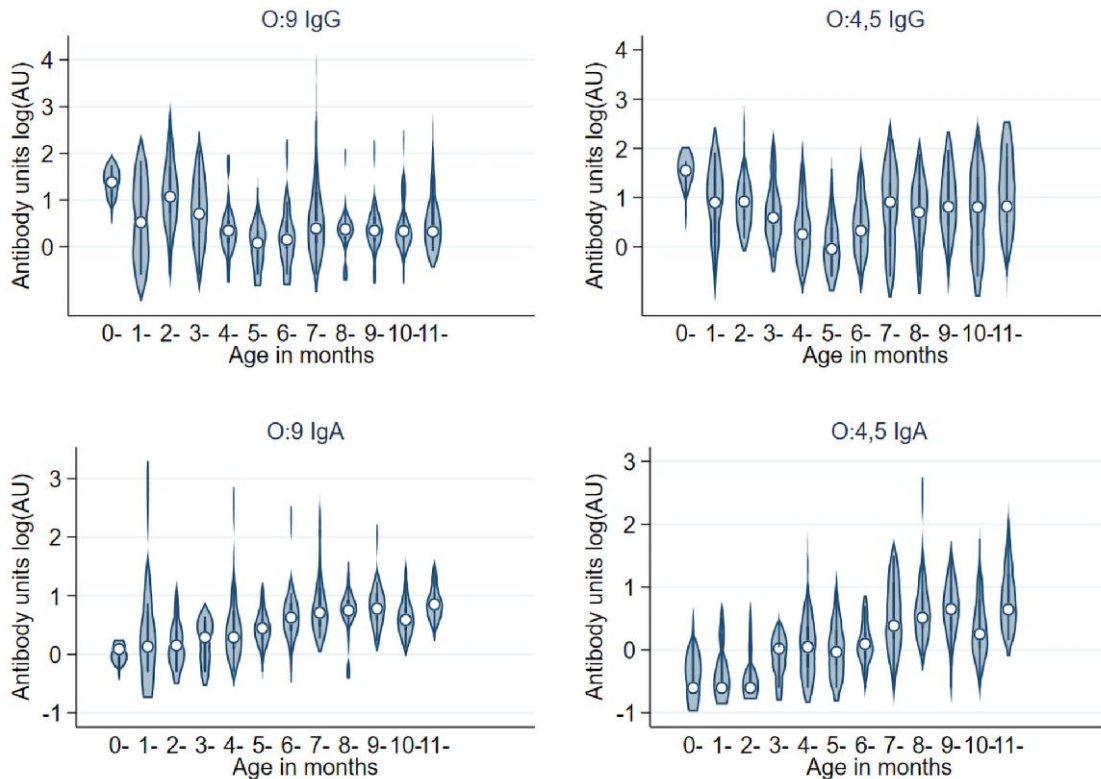 O:9 IgG
Antibody units log(AU)
4
3
2
1
0
0- 1- 2- 3- 4- 5- 6- 7- 8- 9- 10- 11-
Age in months
O:4,5 IgG
Antibody units log(AU)
4
3
2
1
0
0- 1- 2- 3- 4- 5- 6- 7- 8- 9- 10- 11-
Age in months
O:9 IgA
Antibody units log(AU)
3
2
1
0
-1
0- 1- 2- 3- 4- 5- 6- 7- 8- 9- 10- 11-
Age in months
O:4,5 IgA
Antibody units log(AU)
3
2
1
0
-1
0- 1- 2- 3- 4- 5- 6- 7- 8- 9- 10- 11-
Age in months